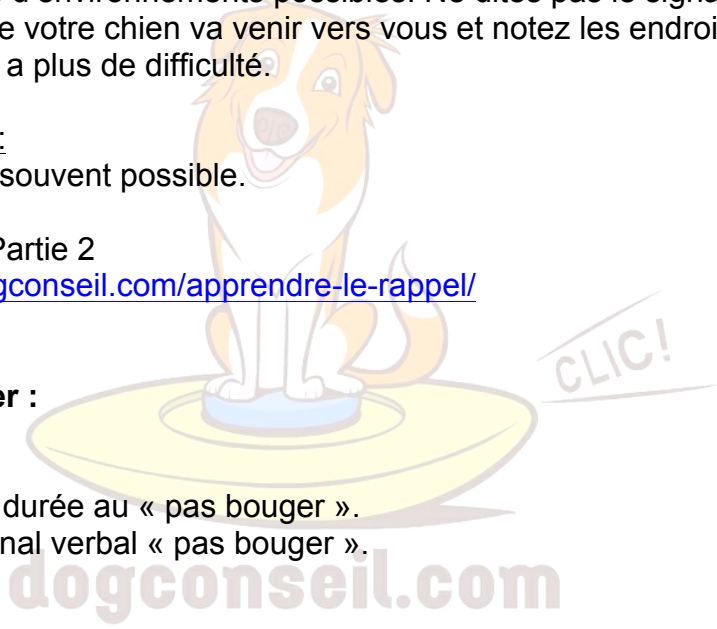 d'environnements possibles. Ne dites pas le signa
e votre chien va venir vers vous et notez les endroi
a plus de difficulté.
:
souvent possible.
Partie 2
gconseil.com/apprendre-le-rappel/
er :
CLIC!
durée au « pas bouger ».
nal verbal « pas bouger ».
dogconseil.com